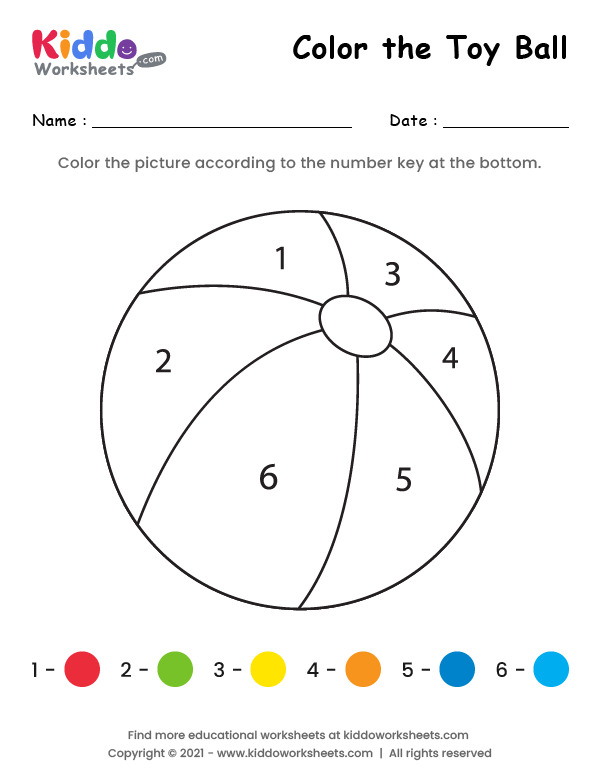 Kiddo
Worksheets.com
Color the Toy Ball
Name : Date :
Color the picture according to the number key at the bottom.
1
3
2
4
6
5
1 - 2 - 3 - 4 - 5 - 6 -
Find more educational worksheets at kiddoworksheets.com
Copyright © 2021 - www.kiddoworksheets.com | All rights reserved